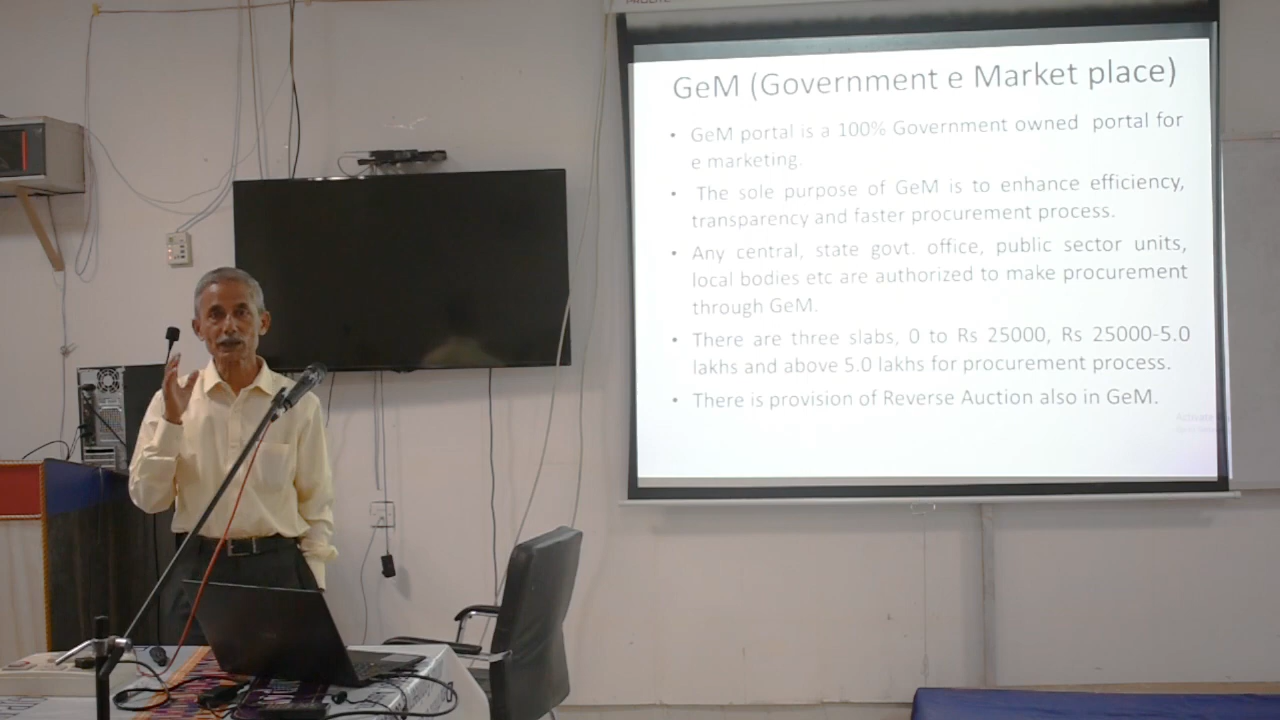 GeM (Government e Market place)
• GeM portal is a 100% Government owned portal for
e marketing.
• The sole purpose of GeM is to enhance efficiency,
transparency and faster procurement process.
• Any central, state govt. office, public sector units,
local bodies etc are authorized to make procurement
through GeM.
• There are three slabs, 0 to Rs 25000, Rs 25000-5.0
lakhs and above 5.0 lakhs for procurement process.
• There is provision of Reverse Auction also in GeM.
Activate